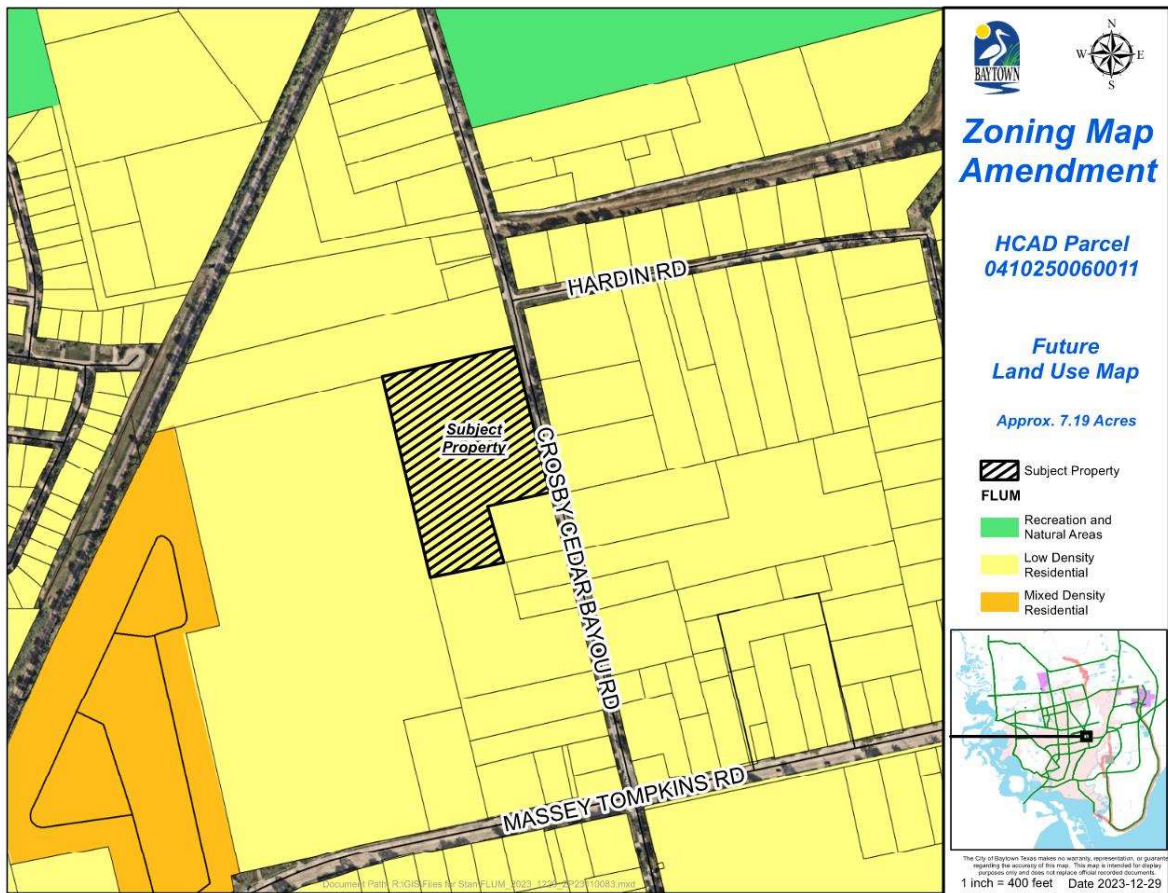 BAYTOWN
N
W
E
S
Zoning Map
Amendment
HCAD Parcel
0410250060011
Future
Land Use Map
Approx. 7.19 Acres
Subject Property
FLUM
Recreation and
Natural Areas
Low Density
Residential
Mixed Density
Residential
HARDIN RD
Subject
Property
CROSBY CEDAR BAYOU RD
MASSEY TOMPKINS RD
The City of Baytown Texas makes no warranty, representation, or guarantee
regarding the accuracy of this map. This map is intended for display
purposes only and does not replace official recorded documents.
1 inch = 400 feet Date 2023-12-29